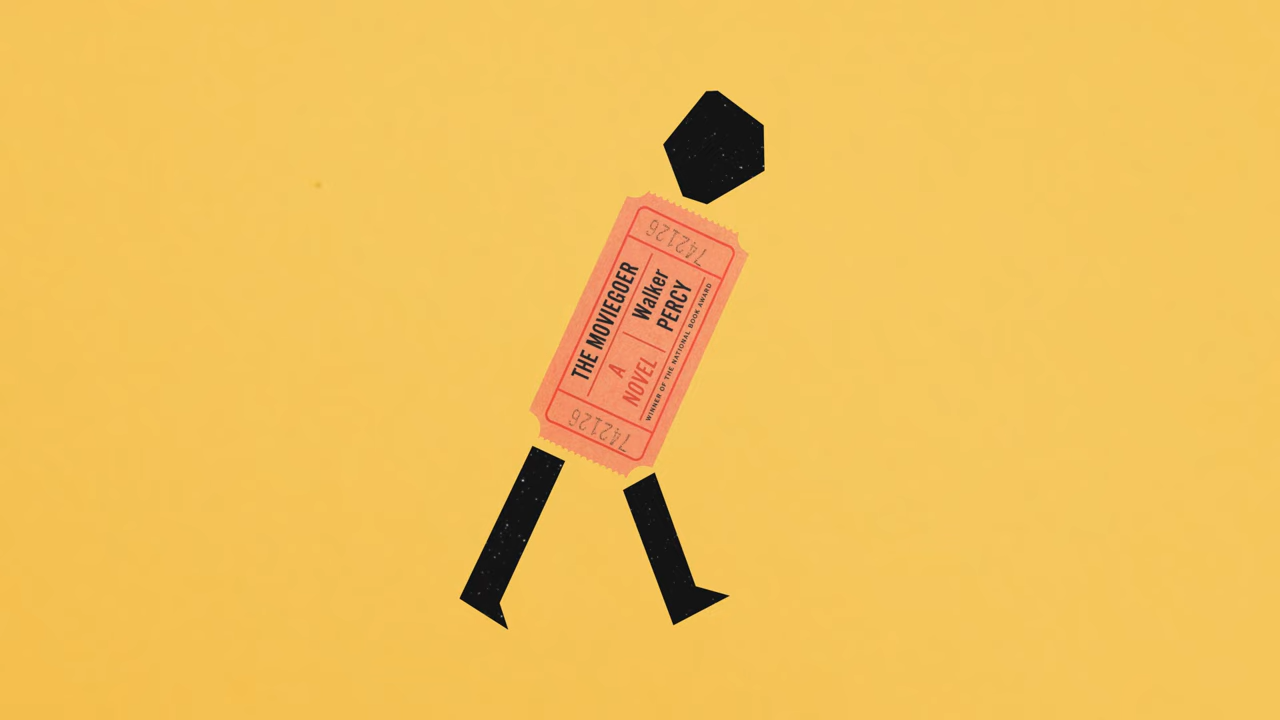 742126
THE MOVIEGOER
A
NOVEL
Walker
PERCY
WINNER OF THE NATIONAL BOOK AWARD
742126